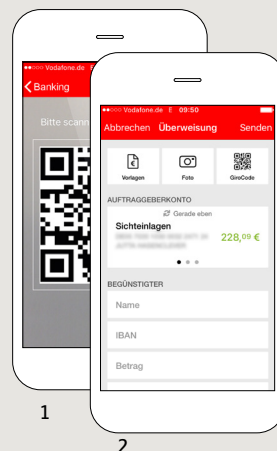 Vodafone.de
Banking
Bitte scann
1
Vodafone.de E 09:50
Abbrechen Überweisung Senden
Vorlagen Foto GiroCode
AUFTRAGGEBERKONTO
Gerade eben
Sichteinlagen
228,09 €
BEGÜNSTIGTER
Name
IBAN
Betrag
2